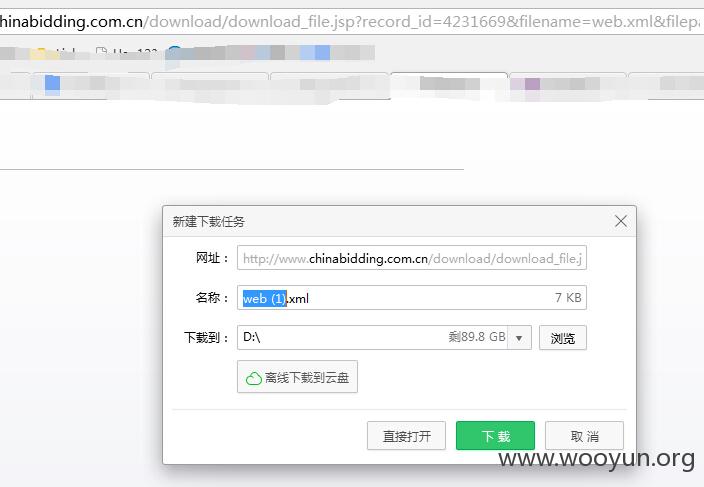 hinabidding.com.cn/download/download_file.jsp?record_id=4231669&filename=web.xml&filepa
新建下载任务
网址： http://www.chinabidding.com.cn/download/download_file.j
名称： web (1).xml 7 KB
下载到： D:\ 剩89.8 GB 浏览
离线下载到云盘
直接打开 下载 取消
www.wooyun.org